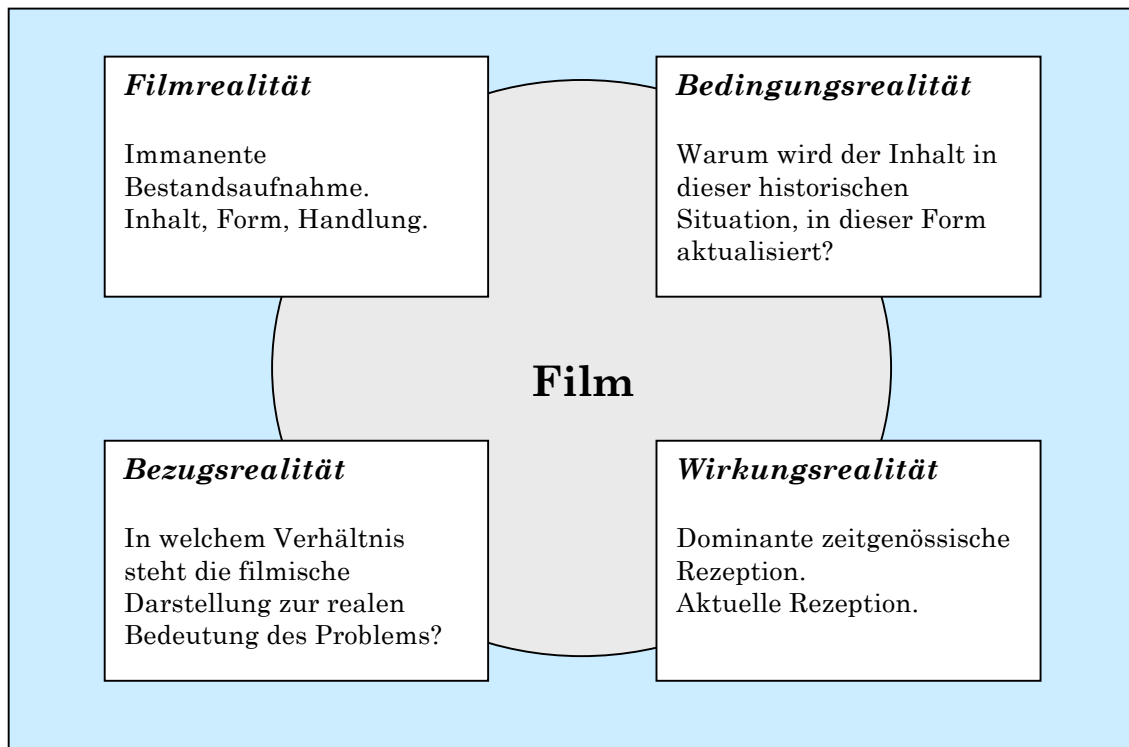 Filmrealität
Immanente
Bestandsaufnahme.
Inhalt, Form, Handlung.
Bedingungsrealität
Warum wird der Inhalt in
dieser historischen
Situation, in dieser Form
aktualisiert?
Film
Bezugsrealität
In welchem Verhältnis
steht die filmische
Darstellung zur realen
Bedeutung des Problems?
Wirkungsrealität
Dominante zeitgenössische
Rezeption.
Aktuelle Rezeption.